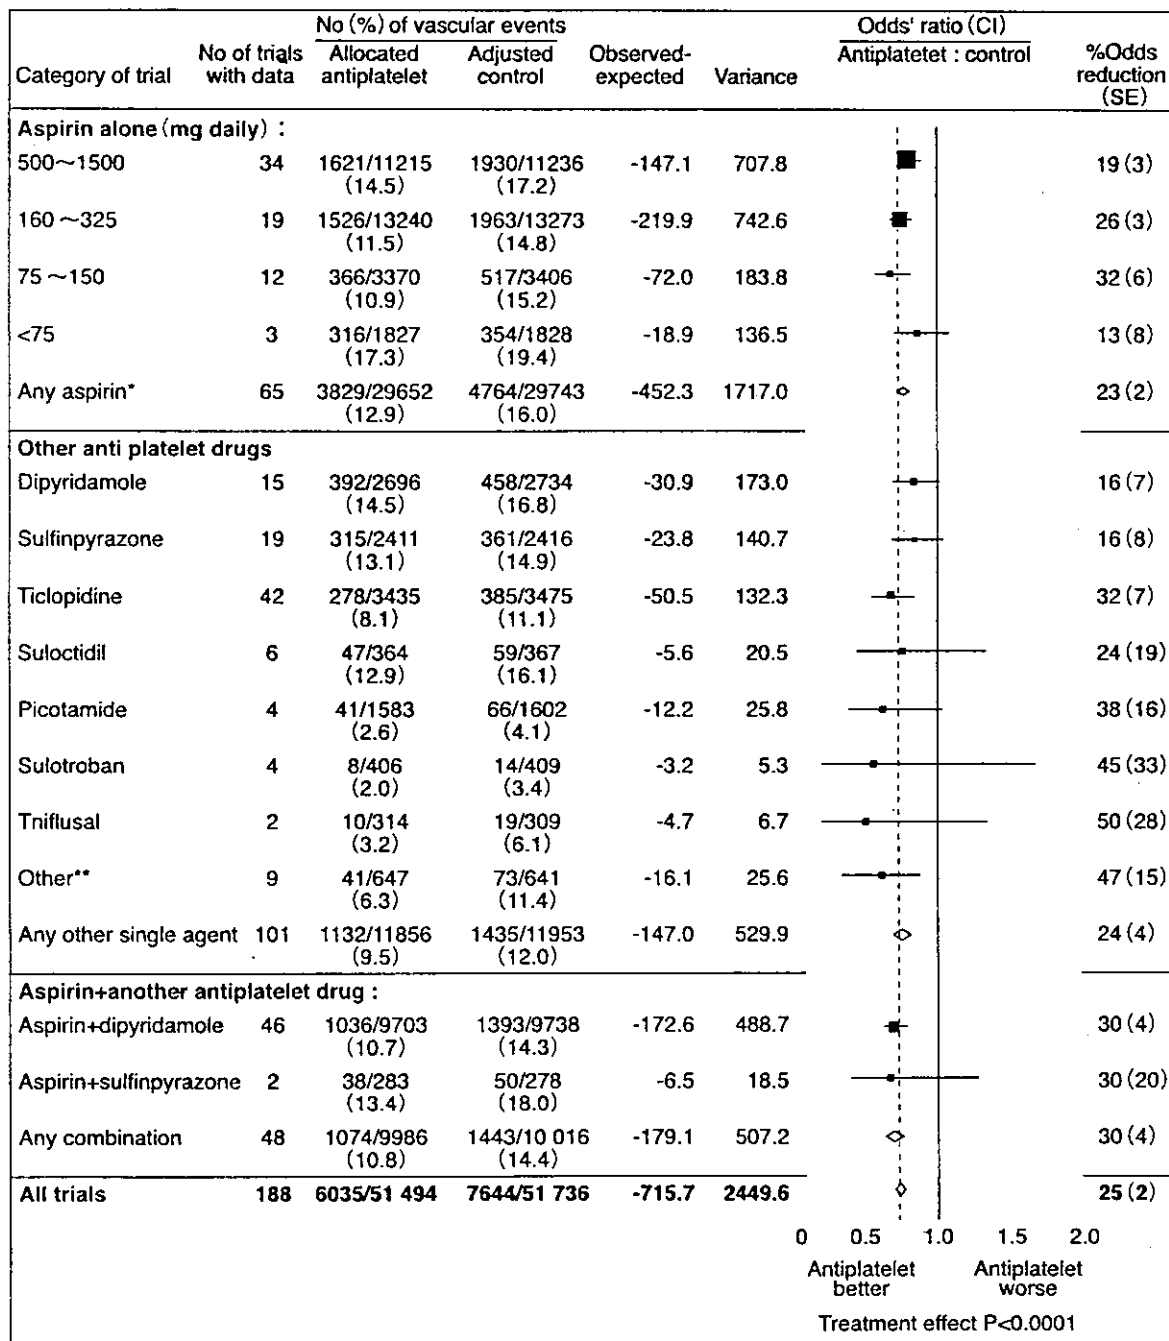 No (%) of vascular events Odds' ratio (CI)
No of trials Allocated Adjusted Observed- Antiplatetet : control %Odds
Category of trial with data antiplatelet control expected Variance reduction
(SE)
Aspirin alone (mg daily) :
500~1500 34 1621/11215 1930/11236 -147.1 707.8 19 (3)
(14.5) (17.2)
160 ~325 19 1526/13240 1963/13273 -219.9 742.6 26 (3)
(11.5) (14.8)
75 ~150 12 366/3370 517/3406 -72.0 183.8 32 (6)
(10.9) (15.2)
<75 3 316/1827 354/1828 -18.9 136.5 13 (8)
(17.3) (19.4)
Any aspirin* 65 3829/29652 4764/29743 -452.3 1717.0 23 (2)
(12.9) (16.0)
Other anti platelet drugs
Dipyridamole 15 392/2696 458/2734 -30.9 173.0 16 (7)
(14.5) (16.8)
Sulfinpyrazone 19 315/2411 361/2416 -23.8 140.7 16 (8)
(13.1) (14.9)
Ticlopidine 42 278/3435 385/3475 -50.5 132.3 32 (7)
(8.1) (11.1)
Suloctidil 6 47/364 59/367 -5.6 20.5 24 (19)
(12.9) (16.1)
Picotamide 4 41/1583 66/1602 -12.2 25.8 38 (16)
(2.6) (4.1)
Sulotroban 4 8/406 14/409 -3.2 5.3 45 (33)
(2.0) (3.4)
Tniflusal 2 10/314 19/309 -4.7 6.7 50 (28)
(3.2) (6.1)
Other** 9 41/647 73/641 -16.1 25.6 47 (15)
(6.3) (11.4)
Any other single agent 101 1132/11856 1435/11953 -147.0 529.9 24 (4)
(9.5) (12.0)
Aspirin+another antiplatelet drug :
Aspirin+dipyridamole 46 1036/9703 1393/9738 -172.6 488.7 30 (4)
(10.7) (14.3)
Aspirin+sulfinpyrazone 2 38/283 50/278 -6.5 18.5 30 (20)
(13.4) (18.0)
Any combination 48 1074/9986 1443/10 016 -179.1 507.2 30 (4)
(10.8) (14.4)
All trials 188 6035/51 494 7644/51 736 -715.7 2449.6 25 (2)
0 0.5 1.0 1.5 2.0
Antiplatelet Antiplatelet
better worse
Treatment effect P<0.0001